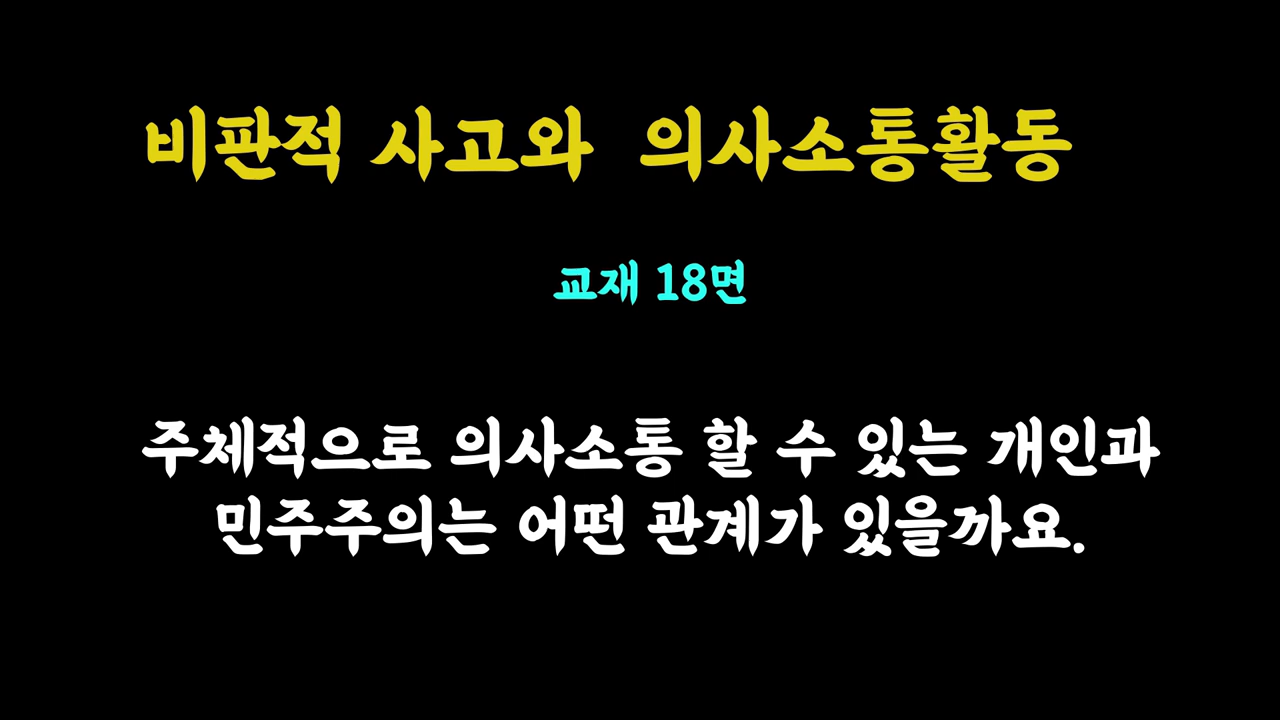 비판적 사고와 의사소통활동
교재 18면
주체적으로 의사소통 할 수 있는 개인과
민주주의는 어떤 관계가 있을까요.